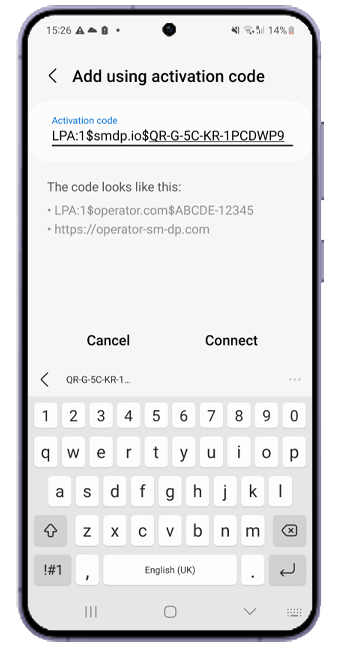 15:26 14%
Add using activation code
Activation code
LPA:1$smdp.io$QR-G-5C-KR-1PCDWP9
The code looks like this:
• LPA:1$operator.com$ABCDE-12345
• https://operator-sm-dp.com
Cancel Connect
QR-G-5C-KR-1...
1 2 3 4 5 6 7 8 9 0
q w e r t y u i o p
a s d f g h j k l
z x c v b n m
!#1 , English (UK) .